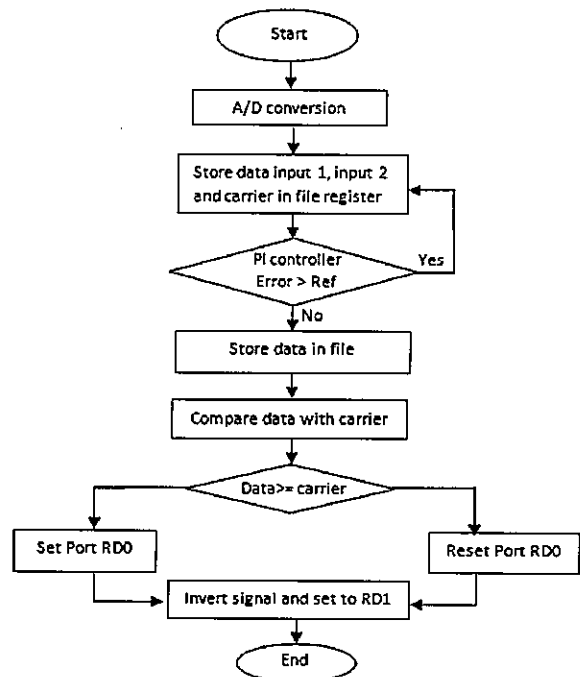 Start
A/D conversion
Store data input 1, input 2
and carrier in file register
PI controller
Error > Ref
Yes
No
Store data in file
Compare data with carrier
Data>= carrier
Set Port RD0
Reset Port RD0
Invert signal and set to RD1
End